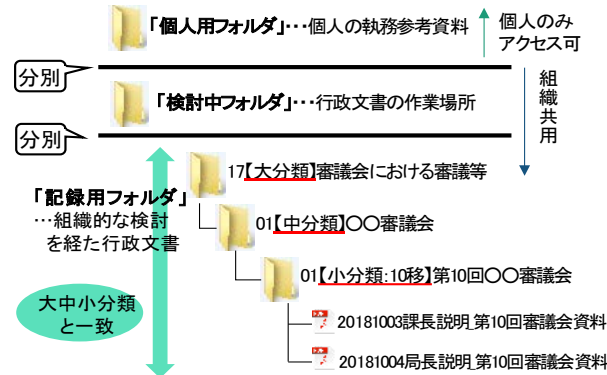 「個人用フォルダ」･･･個人の執務参考資料
個人のみ
アクセス可
分別
「検討中フォルダ」･･･行政文書の作業場所
組織共用
分別
17【大分類】審議会における審議等
「記録用フォルダ」
…組織的な検討
を経た行政文書
01【中分類】〇〇審議会
01【小分類:10移】第10回〇〇審議会
大中小分類
と一致
20181003課長説明_第10回審議会資料
20181004局長説明_第10回審議会資料